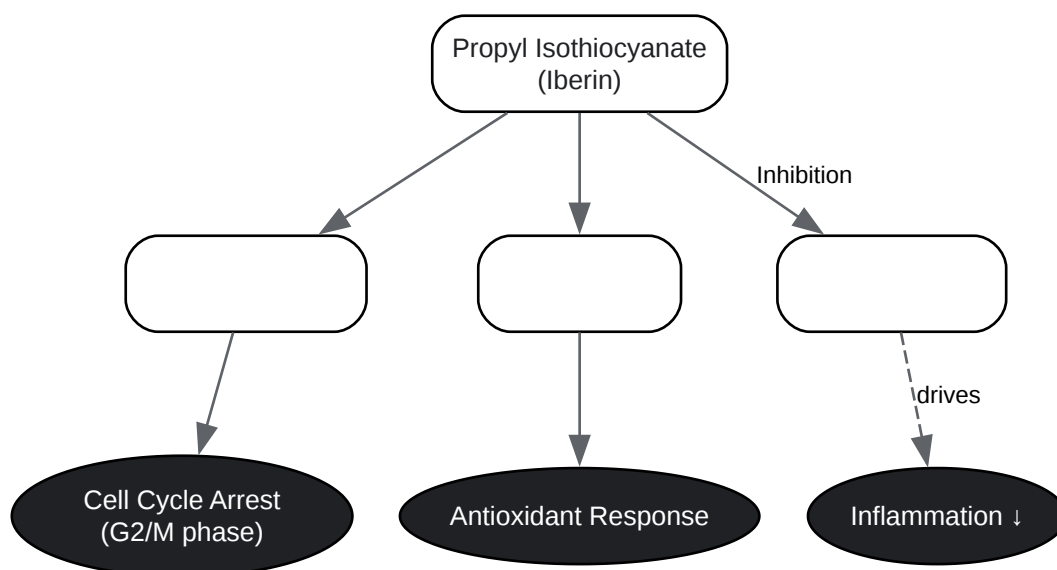 Propyl Isothiocyanate
(Iberin)
Inhibition
drives
Cell Cycle Arrest
(G2/M phase)
Antioxidant Response
Inflammation ↓